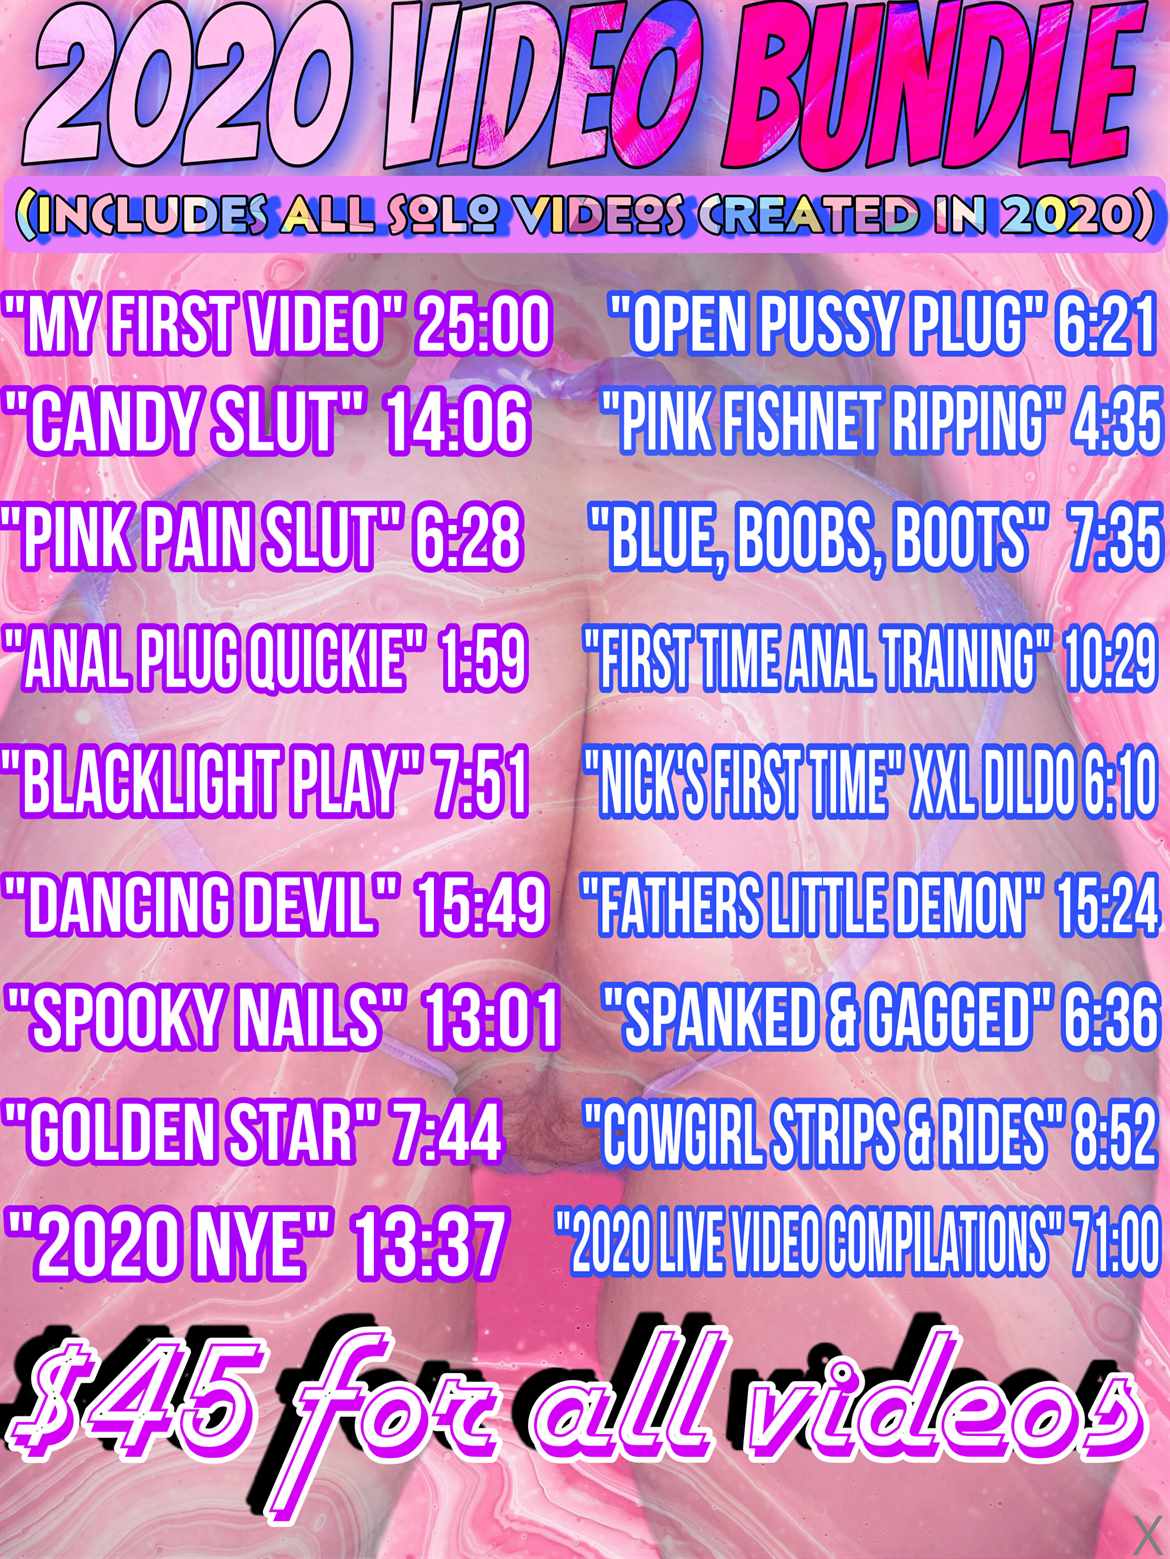 2020 VIDEO BUNDLE
(INCLUDES ALL SOLO VIDEOS CREATED IN 2020)
"MY FIRST VIDEO" 25:00
"CANDY SLUT" 14:06
"PINK PAIN SLUT" 6:28
"ANAL PLUG QUICKIE" 1:59
"BLACKLIGHT PLAY" 7:51
"DANCING DEVIL" 15:49
"SPOOKY NAILS" 13:01
"GOLDEN STAR" 7:44
"2020 NYE" 13:37
"OPEN PUSSY PLUG" 6:21
"PINK FISHNET RIPPING" 4:35
"BLUE, BOOBS, BOOTS" 7:35
"FIRST TIME ANAL TRAINING" 10:29
"NICK'S FIRST TIME" XXL DILDO 6:10
"FATHERS LITTLE DEMON" 15:24
"SPANKED & GAGGED" 6:36
"COWGIRL STRIPS & RIDES" 8:52
"2020 LIVE VIDEO COMPILATIONS" 71:00
$45 for all videos
X